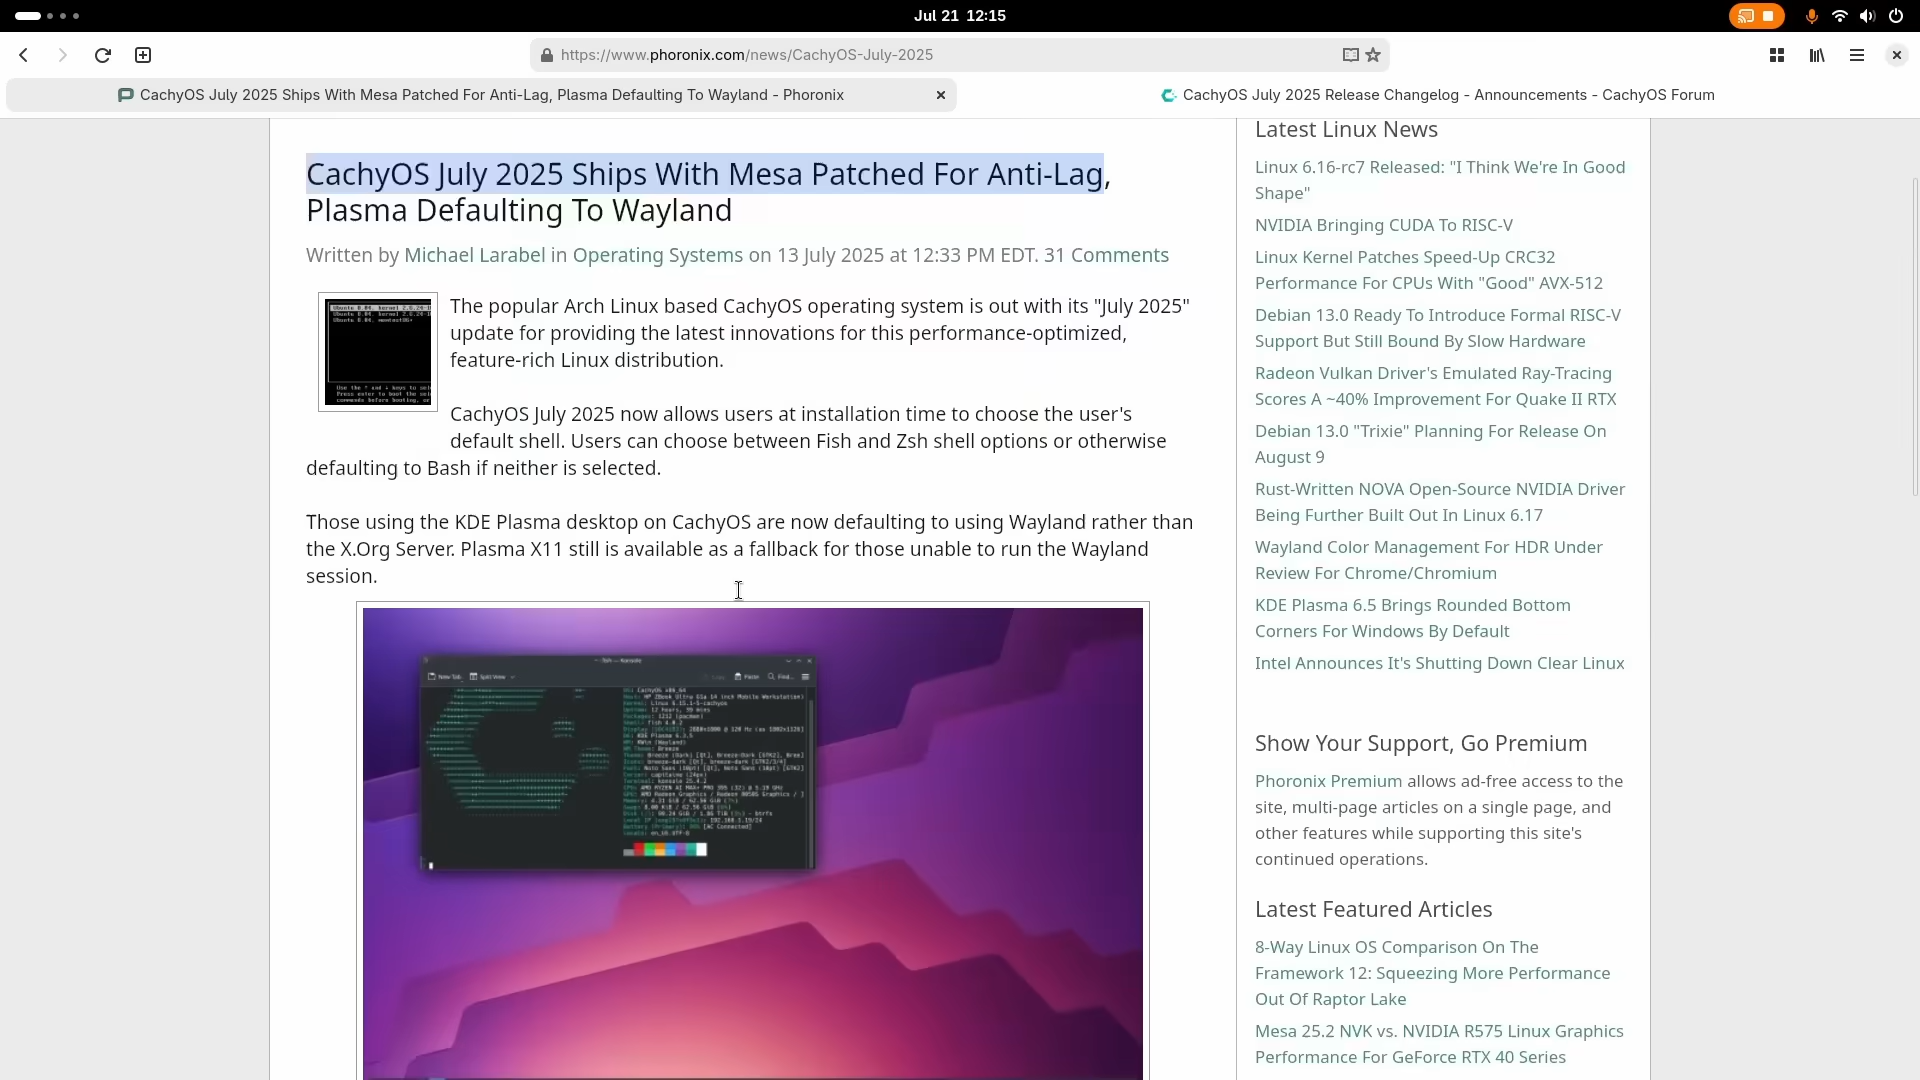 Jul 21 12:15
https://www.phoronix.com/news/CachyOS-July-2025
CachyOS July 2025 Ships With Mesa Patched For Anti-Lag, Plasma Defaulting To Wayland - Phoronix
CachyOS July 2025 Release Changelog - Announcements - CachyOS Forum
CachyOS July 2025 Ships With Mesa Patched For Anti-Lag,
Plasma Defaulting To Wayland
Written by Michael Larabel in Operating Systems on 13 July 2025 at 12:33 PM EDT. 31 Comments
The popular Arch Linux based CachyOS operating system is out with its "July 2025"
update for providing the latest innovations for this performance-optimized,
feature-rich Linux distribution.
CachyOS July 2025 now allows users at installation time to choose the user's
default shell. Users can choose between Fish and Zsh shell options or otherwise
defaulting to Bash if neither is selected.
Those using the KDE Plasma desktop on CachyOS are now defaulting to using Wayland rather than
the X.Org Server. Plasma X11 still is available as a fallback for those unable to run the Wayland
session.
New Tab
Split View
Paste
Find...
Latest Linux News
Linux 6.16-rc7 Released: "I Think We're In Good
Shape"
NVIDIA Bringing CUDA To RISC-V
Linux Kernel Patches Speed-Up CRC32
Performance For CPUs With "Good" AVX-512
Debian 13.0 Ready To Introduce Formal RISC-V
Support But Still Bound By Slow Hardware
Radeon Vulkan Driver's Emulated Ray-Tracing
Scores A ~40% Improvement For Quake II RTX
Debian 13.0 "Trixie" Planning For Release On
August 9
Rust-Written NOVA Open-Source NVIDIA Driver
Being Further Built Out In Linux 6.17
Wayland Color Management For HDR Under
Review For Chrome/Chromium
KDE Plasma 6.5 Brings Rounded Bottom
Corners For Windows By Default
Intel Announces It's Shutting Down Clear Linux
Show Your Support, Go Premium
Phoronix Premium allows ad-free access to the
site, multi-page articles on a single page, and
other features while supporting this site's
continued operations.
Latest Featured Articles
8-Way Linux OS Comparison On The
Framework 12: Squeezing More Performance
Out Of Raptor Lake
Mesa 25.2 NVK vs. NVIDIA R575 Linux Graphics
Performance For GeForce RTX 40 Series